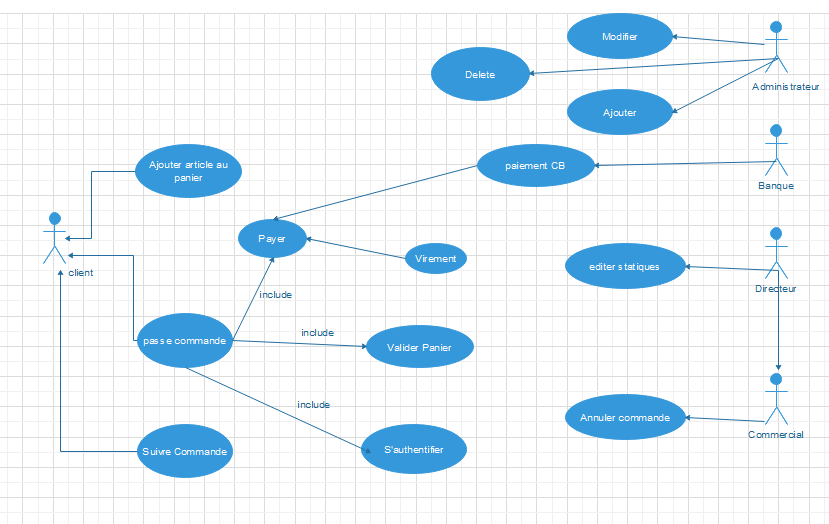 Modifier
Delete
Administrateur
Ajouter
Ajouter article au
panier
paiement CB
Banque
Payer
Virement
client
editer statiques
Directeur
include
include
passe commande
Valider Panier
include
Annuler commande
Commercial
Suivre Commande
S'authentifier